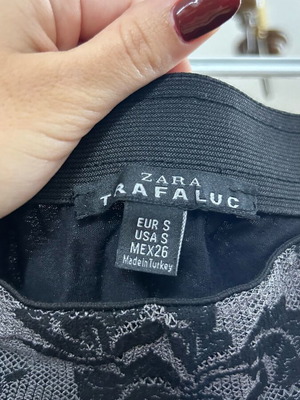 ZARA
TRAFALUC
EUR S
USA S
MEX26
Made in Turkey